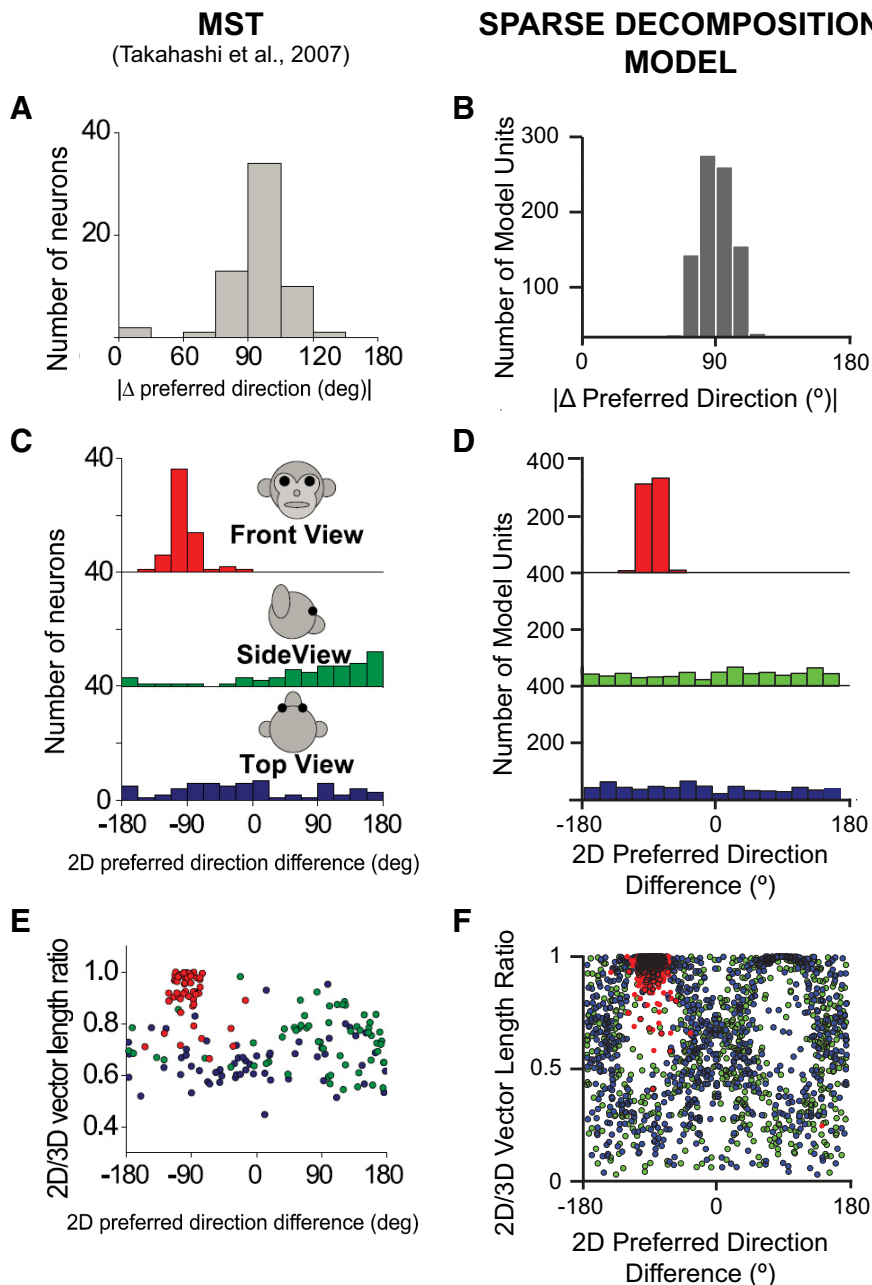 MST
(Takahashi et al., 2007)
SPARSE DECOMPOSITION
MODEL
A
Number of neurons
40
20
0 60 90 120 180
|Δ preferred direction (deg)|
B
Number of Model Units
300
200
100
0 90 180
|Δ Preferred Direction (º)|
C
Number of neurons
40
Front View
40
SideView
40
Top View
0
-180 -90 0 90 180
2D preferred direction difference (deg)
D
Number of Model Units
400
200
400
200
400
200
-180 0 180
2D Preferred Direction
Difference (º)
E
2D/3D vector length ratio
1.0
0.8
0.6
0.4
-180 -90 0 90 180
2D preferred direction difference (deg)
F
2D/3D Vector Length Ratio
1
0.5
0
-180 0 180
2D Preferred Direction
Difference (º)